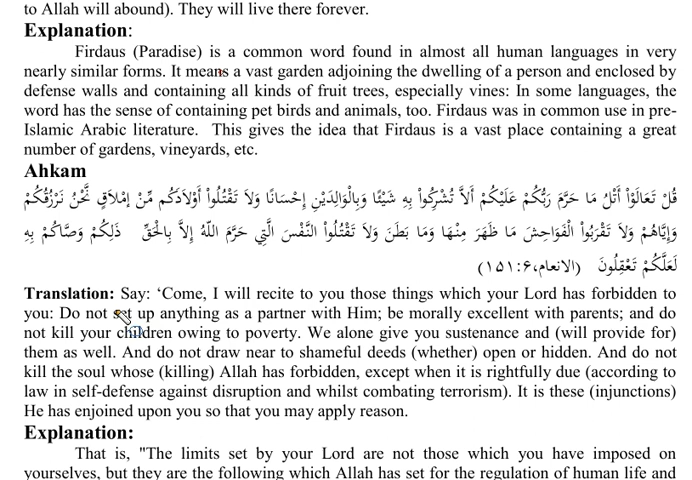 to Allah will abound). They will live there forever.
Explanation:
Firdaus (Paradise) is a common word found in almost all human languages in very
nearly similar forms. It means a vast garden adjoining the dwelling of a person and enclosed by
defense walls and containing all kinds of fruit trees, especially vines: In some languages, the
word has the sense of containing pet birds and animals, too. Firdaus was in common use in pre-
Islamic Arabic literature. This gives the idea that Firdaus is a vast place containing a great
number of gardens, vineyards, etc.
Ahkam
قُلْ تَعَالَوْاْ أَتْلُ مَا حَرَّمَ رَبُّكُمْ عَلَيْكُمْ أَلاَّ تُشْرِكُواْ بِهِ شَيْئًا وَبِالْوَالِدَيْنِ إِحْسَانًا وَلاَ تَقْتُلُواْ أَوْلاَدَكُم مِّنْ إمْلاَقٍ نَّحْنُ نَرْزُقُكُمْ
وَإِيَّاهُمْ وَلاَ تَقْرَبُواْ الْفَوَاحِشَ مَا ظَهَرَ مِنْهَا وَمَا بَطَنَ وَلاَ تَقْتُلُواْ النَّفْسَ الَّتِي حَرَّمَ اللّهُ إِلاَّ بِالْحَقِّ ذَلِكُمْ وَصَّاكُمْ بِهِ
لَعَلَّكُمْ تَعْقِلُونَ (الانعام،۶:۱۵۱)
Translation: Say: ‘Come, I will recite to you those things which your Lord has forbidden to
you: Do not set up anything as a partner with Him; be morally excellent with parents; and do
not kill your children owing to poverty. We alone give you sustenance and (will provide for)
them as well. And do not draw near to shameful deeds (whether) open or hidden. And do not
kill the soul whose (killing) Allah has forbidden, except when it is rightfully due (according to
law in self-defense against disruption and whilst combating terrorism). It is these (injunctions)
He has enjoined upon you so that you may apply reason.
Explanation:
That is, "The limits set by your Lord are not those which you have imposed on
yourselves, but they are the following which Allah has set for the regulation of human life and